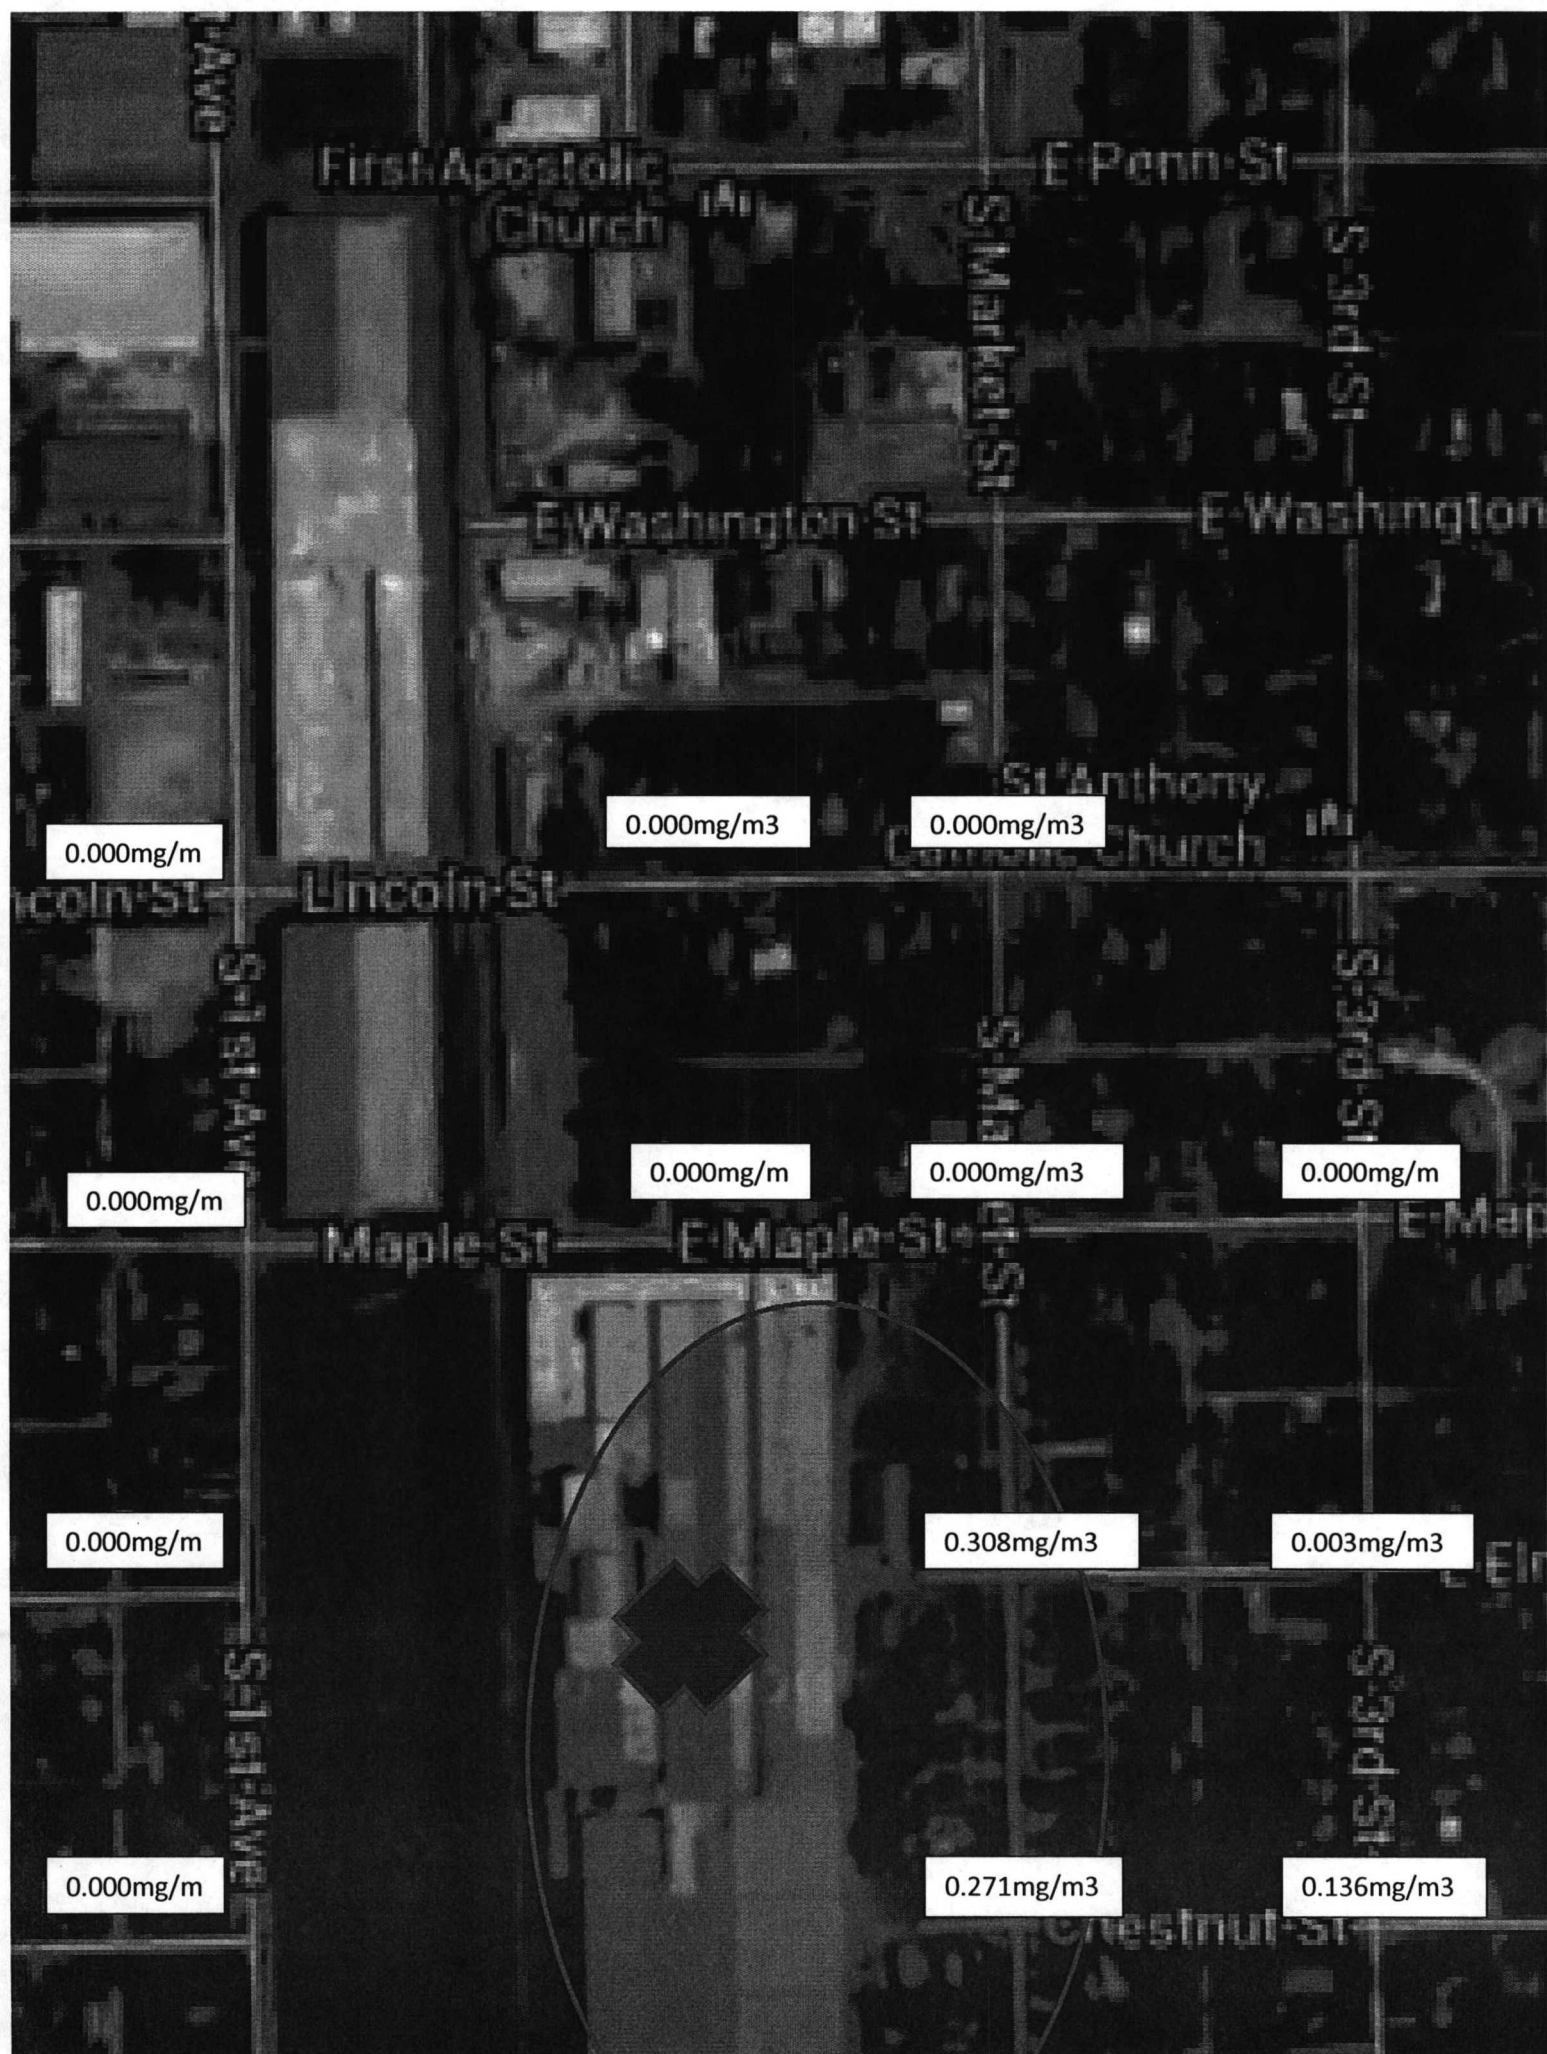 Ave
First Apostolic
Church
E Penn St
S Market St
S 3rd St
E Washington St
E Washington
St Anthony
Catholic Church
0.000mg/m
0.000mg/m3
0.000mg/m3
Lincoln St
S 1st Ave
S 3rd St
0.000mg/m
0.000mg/m
0.000mg/m3
0.000mg/m
Maple St
E Maple St
E Map
0.000mg/m
0.308mg/m3
0.003mg/m3
S 1st Ave
S 3rd St
0.000mg/m
0.271mg/m3
0.136mg/m3
Chestnut St